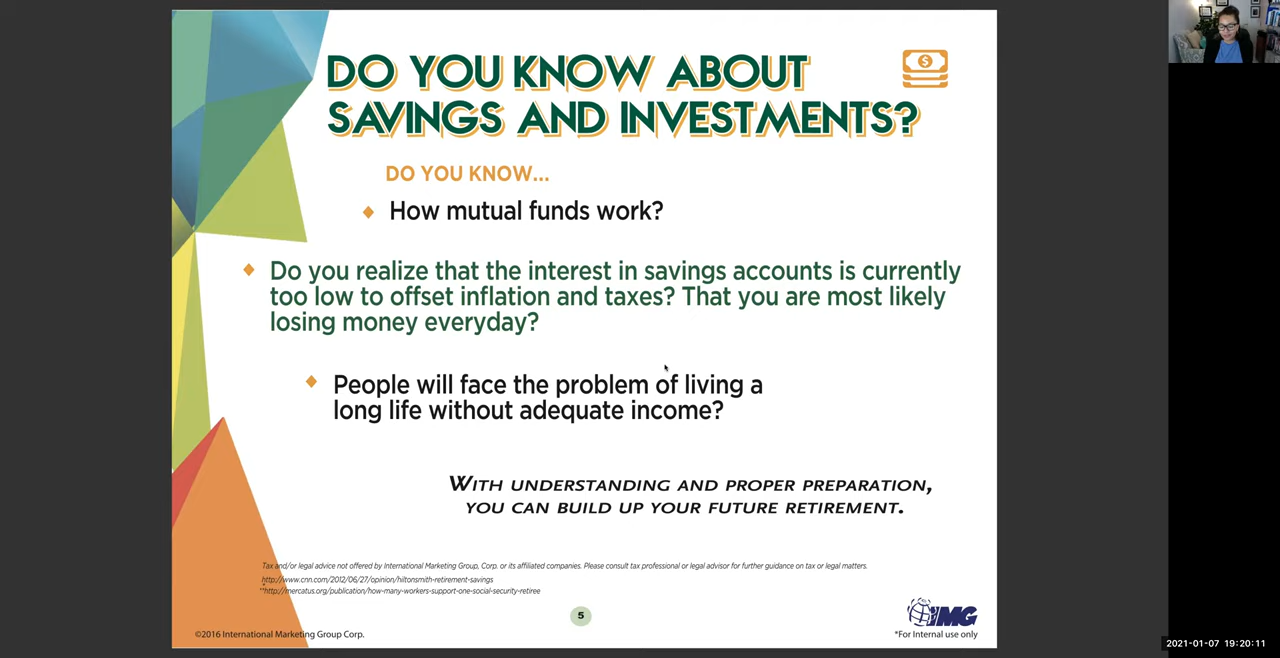 DO YOU KNOW ABOUT
SAVINGS AND INVESTMENTS?
$
DO YOU KNOW...
How mutual funds work?
Do you realize that the interest in savings accounts is currently
too low to offset inflation and taxes? That you are most likely
losing money everyday?
People will face the problem of living a
long life without adequate income?
WITH UNDERSTANDING AND PROPER PREPARATION,
YOU CAN BUILD UP YOUR FUTURE RETIREMENT.
Tax and/or legal advice not offered by International Marketing Group, Corp. or its affiliated companies. Please consult tax professional or legal advisor for further guidance on tax or legal matters.
*http://www.cnn.com/2012/06/27/opinion/hiltonsmith-retirement-savings
**http://mercatus.org/publication/how-many-workers-support-one-social-security-retiree
5
IMG
©2016 International Marketing Group Corp.
*For Internal use only
2021-01-07 19:20:11